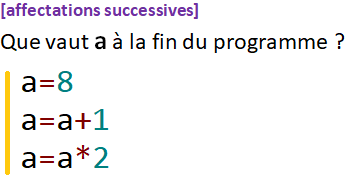 [affectations successives]
Que vaut a à la fin du programme ?
a=8
a=a+1
a=a*2